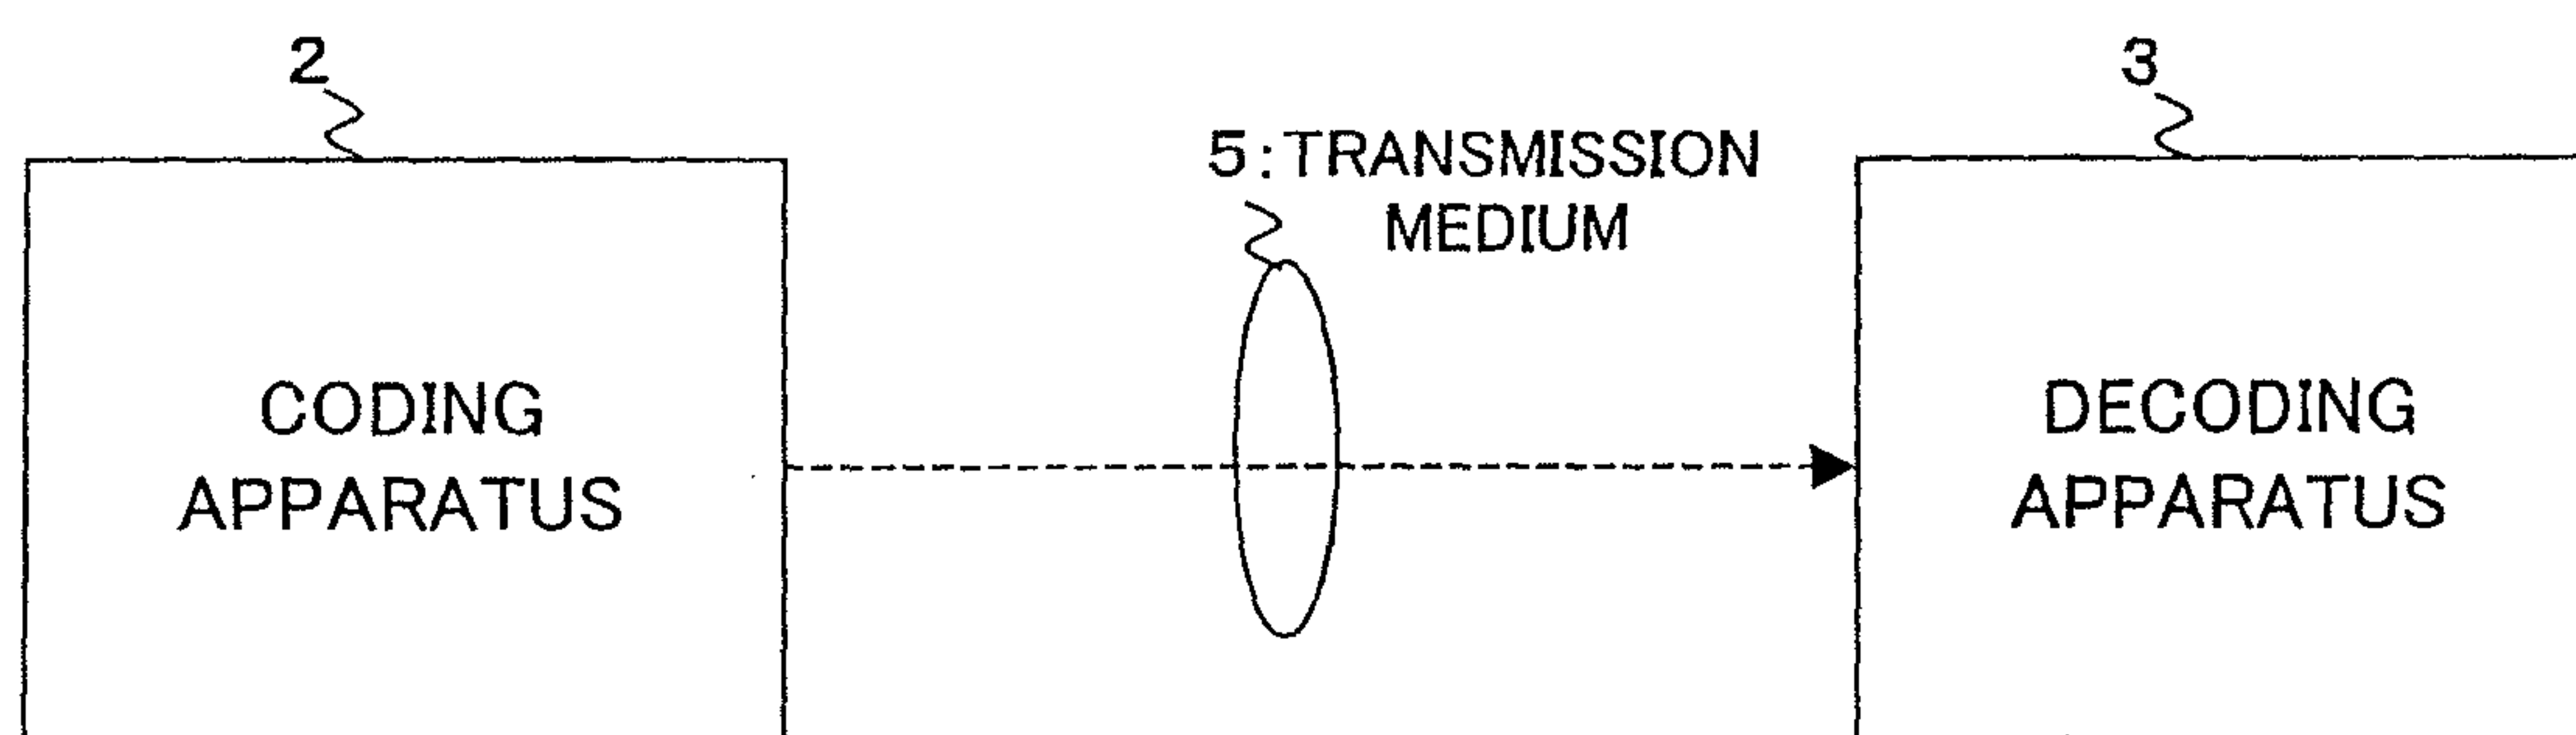 2
3
5:TRANSMISSION
MEDIUM
CODING
APPARATUS
DECODING
APPARATUS